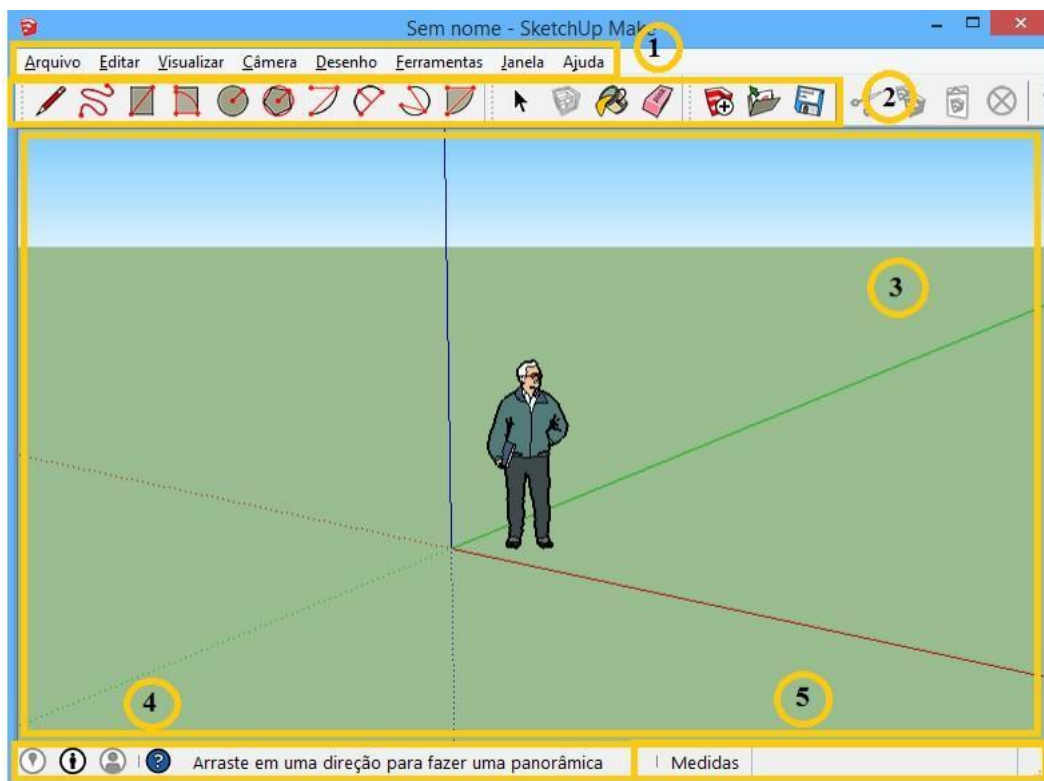 Sem nome - SketchUp Make
1
Arquivo Editar Visualizar Câmera Desenho Ferramentas Janela Ajuda
2
3
4
5
Arraste em uma direção para fazer uma panorâmica
Medidas